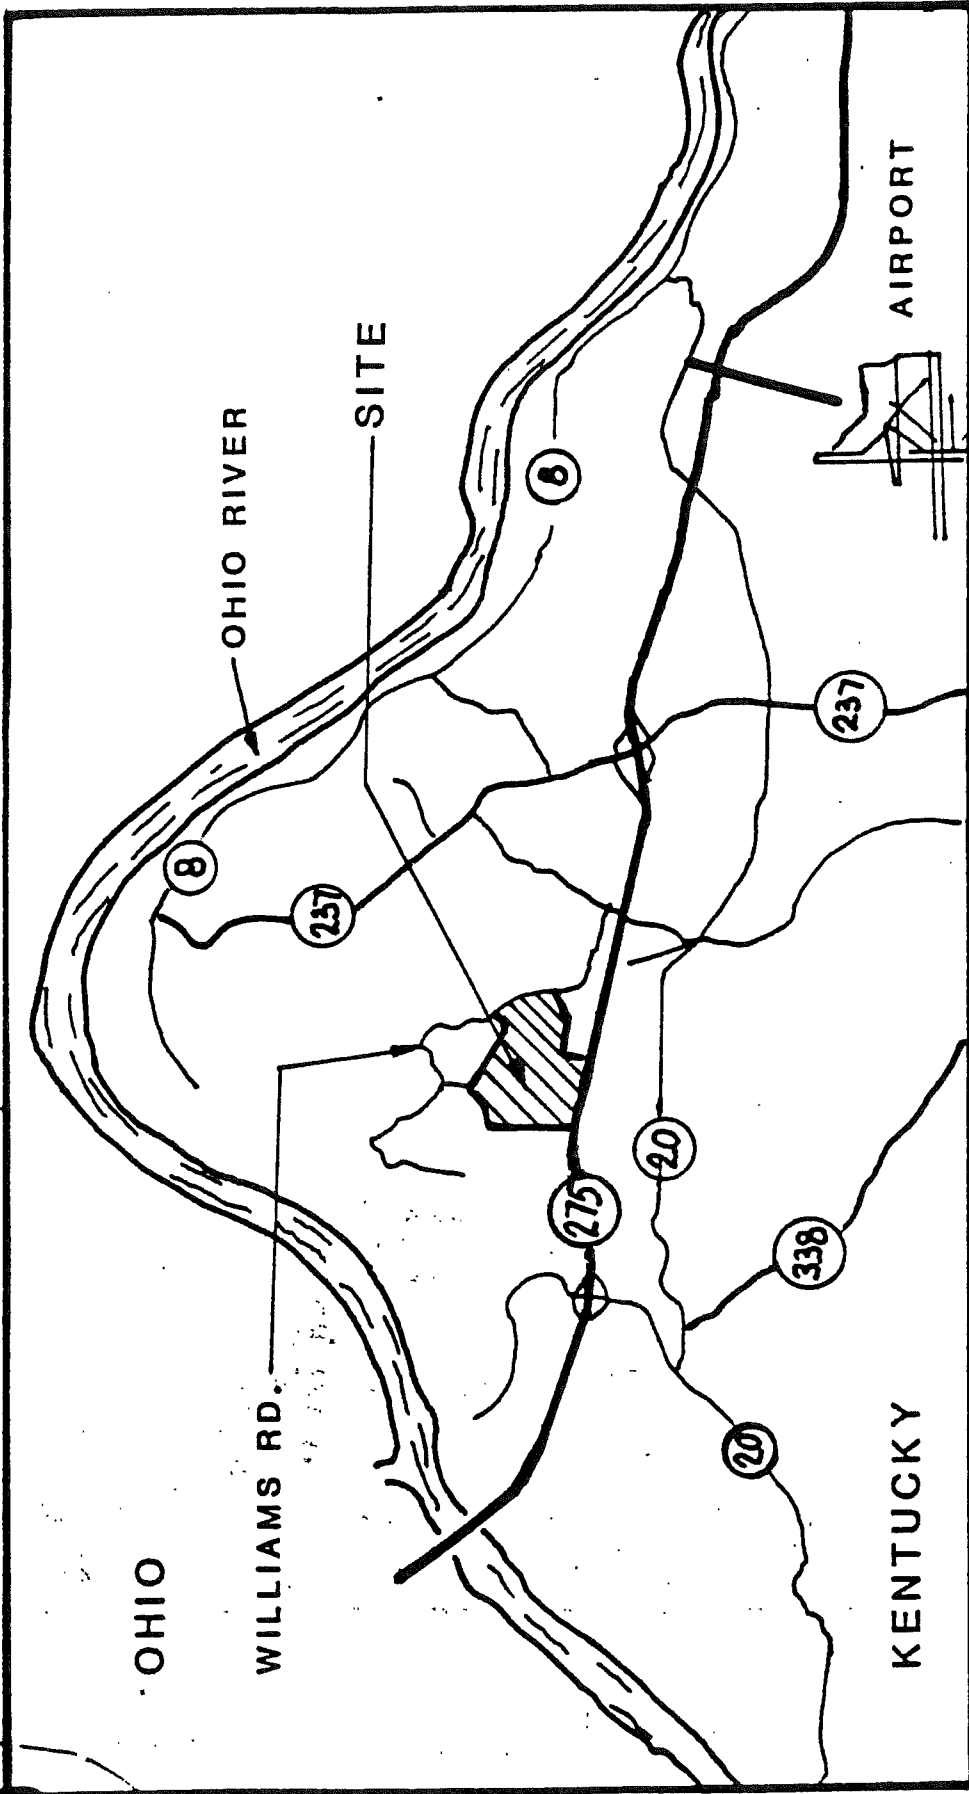 OHIO
WILLIAMS RD.
OHIO RIVER
SITE
8
237
8
275
20
20
338
237
KENTUCKY
AIRPORT